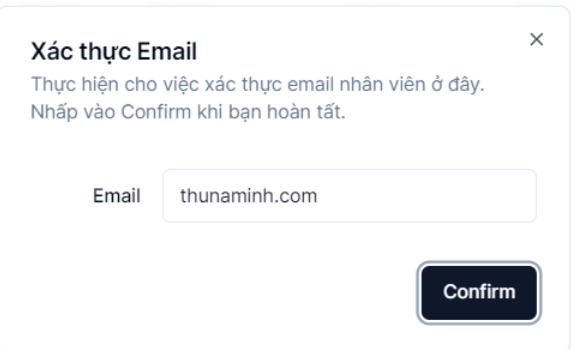 Xác thực Email
Thực hiện cho việc xác thực email nhân viên ở đây.
Nhấp vào Confirm khi bạn hoàn tất.
Email
thunaminh.com
Confirm